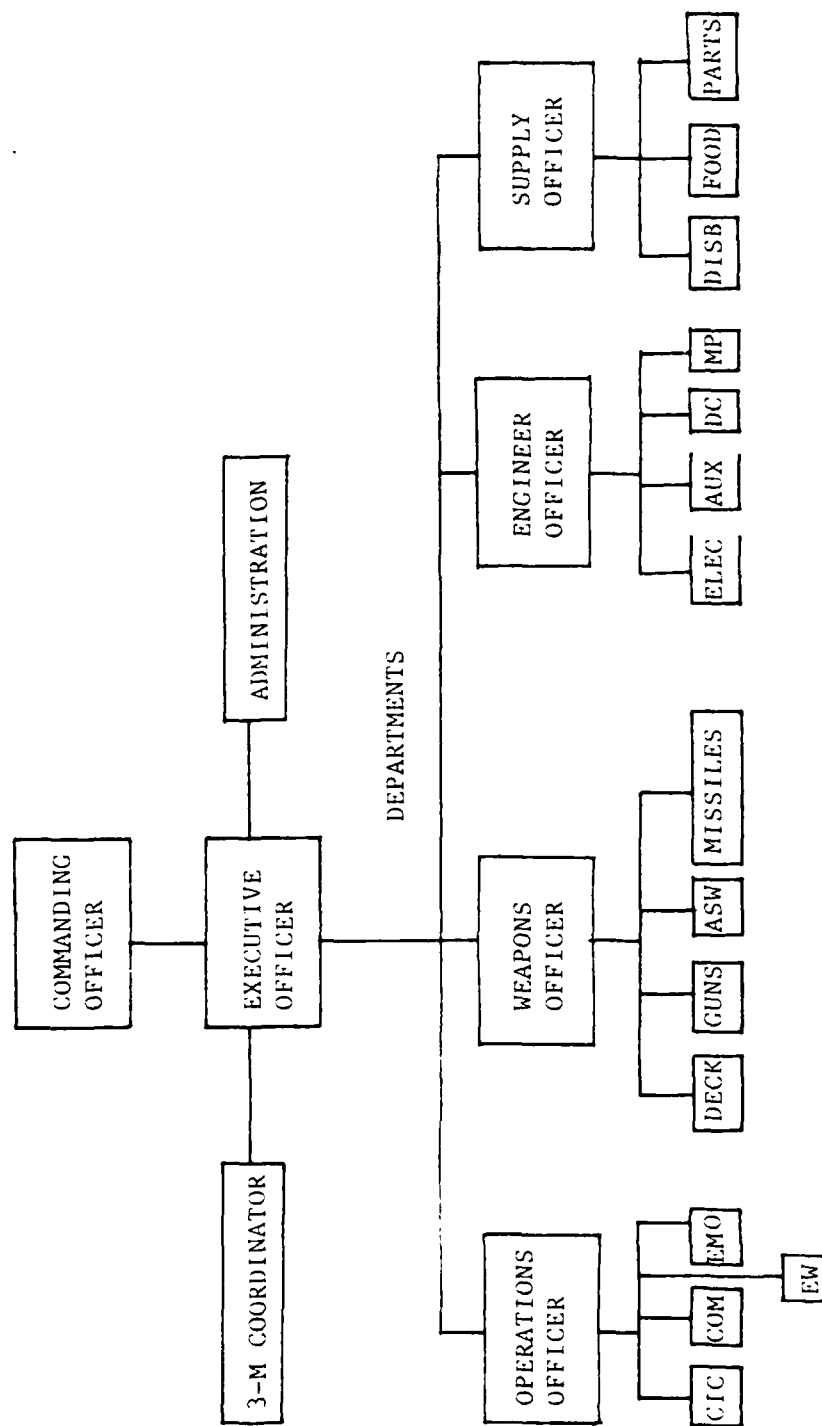 COMMANDING
OFFICER
3-M COORDINATOR
EXECUTIVE
OFFICER
ADMINISTRATION
DEPARTMENTS
OPERATIONS
OFFICER
WEAPONS
OFFICER
ENGINEER
OFFICER
SUPPLY
OFFICER
CIC
COM
EMO
DECK
GUNS
ASW
MISSILES
ELEC
AUX
DC
MP
DISB
FOOD
PARTS
EW